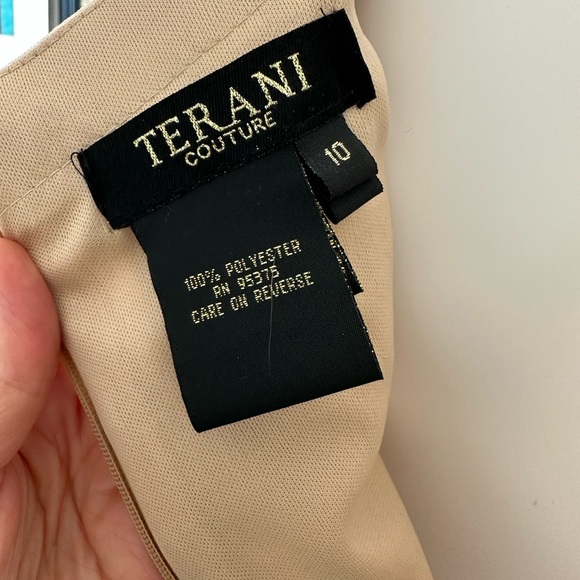 TERANI
COUTURE
10
100% POLYESTER
RN 95375
CARE ON REVERSE